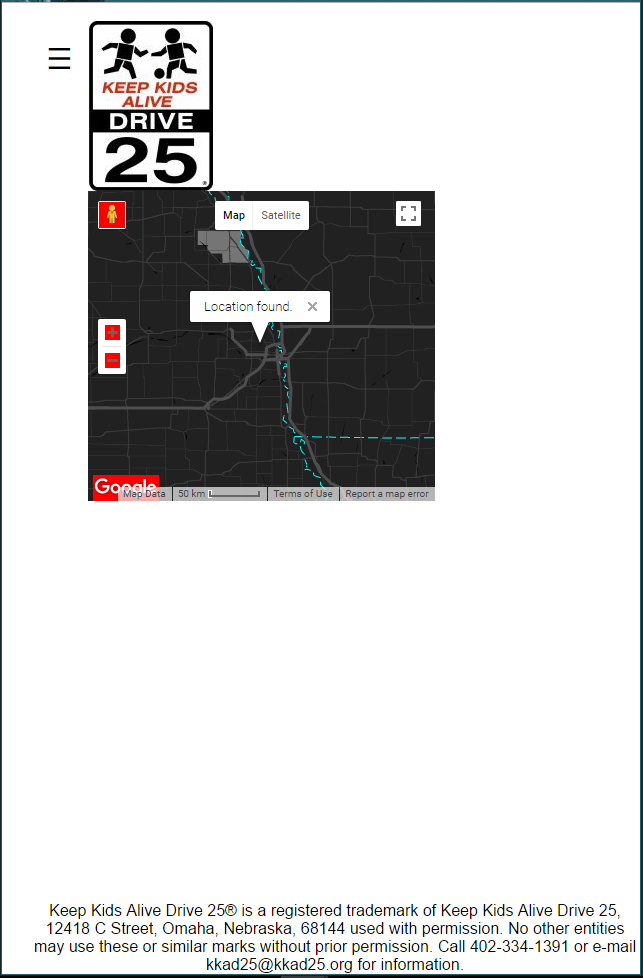 KEEP KIDS
ALIVE
DRIVE
25
Map Satellite
Location found.
Google
Map Data 50 km Terms of Use Report a map error
Keep Kids Alive Drive 25® is a registered trademark of Keep Kids Alive Drive 25,
12418 C Street, Omaha, Nebraska, 68144 used with permission. No other entities
may use these or similar marks without prior permission. Call 402-334-1391 or e-mail
kkad25@kkad25.org for information.